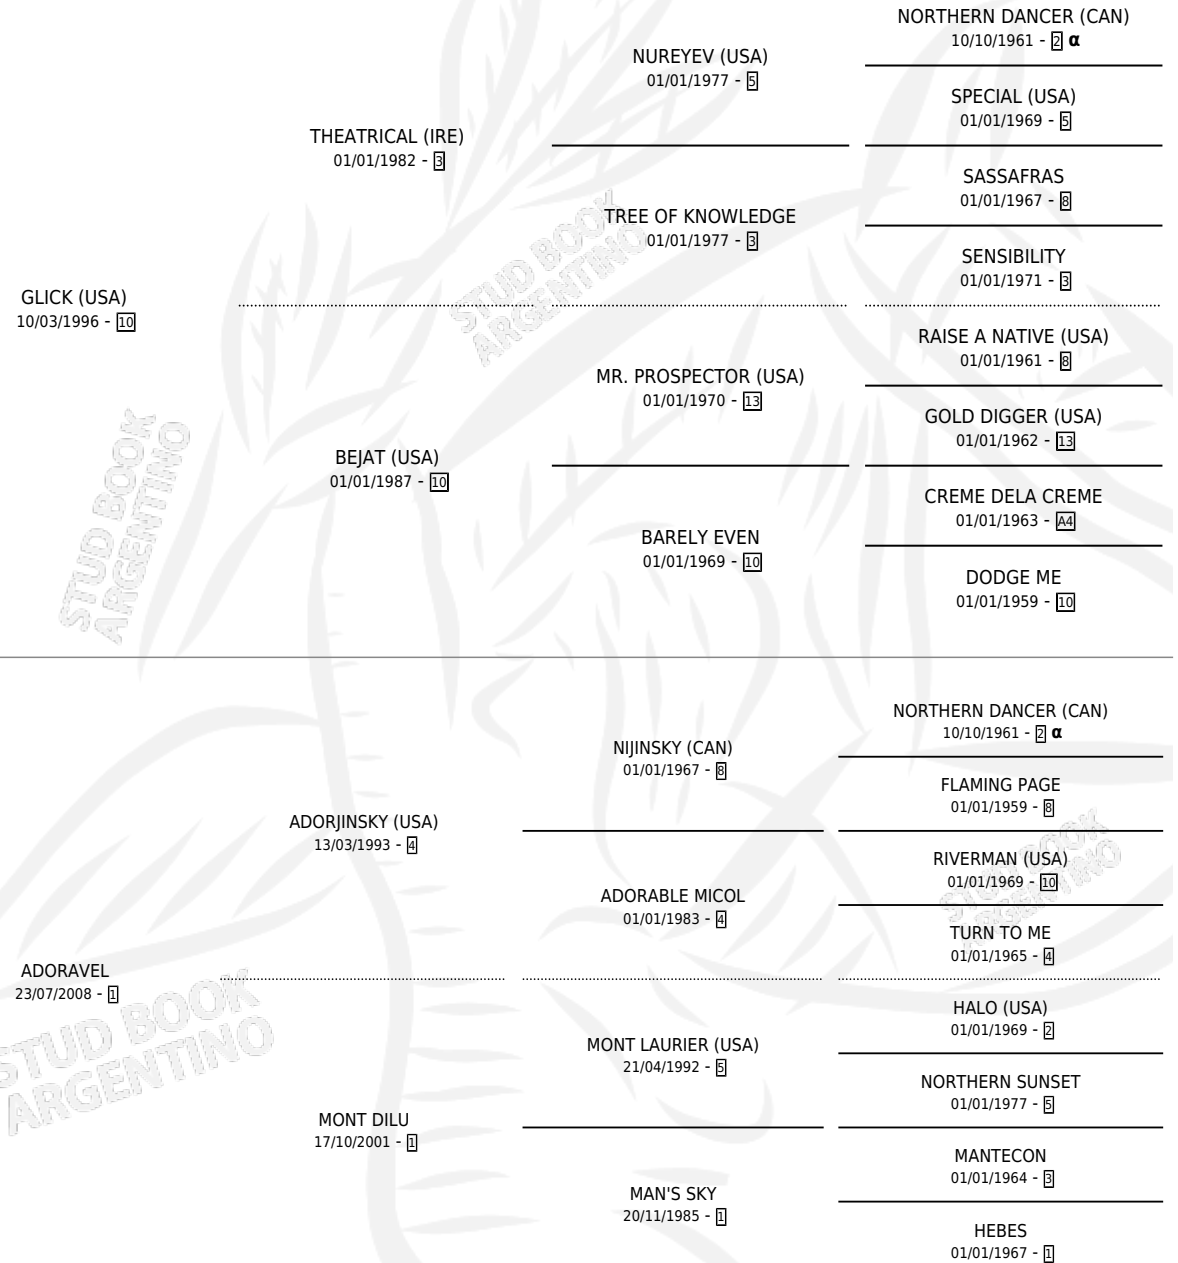 NORTHERN DANCER (CAN)
10/10/1961 - 2 α
NUREYEV (USA)
01/01/1977 - 5
SPECIAL (USA)
01/01/1969 - 5
THEATRICAL (IRE)
01/01/1982 - 3
SASSAFRAS
01/01/1967 - 8
TREE OF KNOWLEDGE
01/01/1977 - 3
SENSIBILITY
01/01/1971 - 3
STUD BOOK
ARGENTINO
GLICK (USA)
10/03/1996 - 10
RAISE A NATIVE (USA)
01/01/1961 - 8
MR. PROSPECTOR (USA)
01/01/1970 - 13
GOLD DIGGER (USA)
01/01/1962 - 13
BEJAT (USA)
01/01/1987 - 10
CREME DELA CREME
01/01/1963 - A4
BARELY EVEN
01/01/1969 - 10
DODGE ME
01/01/1959 - 10
STUD BOOK
ARGENTINO
NORTHERN DANCER (CAN)
10/10/1961 - 2 α
NIJINSKY (CAN)
01/01/1967 - 8
FLAMING PAGE
01/01/1959 - 8
ADORJINSKY (USA)
13/03/1993 - 4
RIVERMAN (USA)
01/01/1969 - 10
ADORABLE MICOL
01/01/1983 - 4
TURN TO ME
01/01/1965 - 4
STUD BOOK
ARGENTINO
ADORAVEL
23/07/2008 - 1
HALO (USA)
01/01/1969 - 2
MONT LAURIER (USA)
21/04/1992 - 5
NORTHERN SUNSET
01/01/1977 - 5
STUD BOOK
ARGENTINO
MONT DILU
17/10/2001 - 1
MANTECON
01/01/1964 - 3
MAN'S SKY
20/11/1985 - 1
HEBES
01/01/1967 - 1